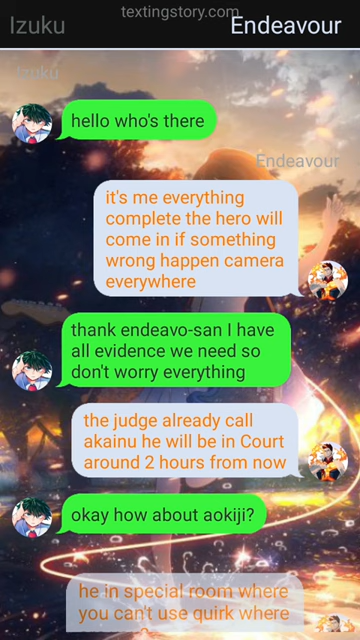 textingstory.com
Izuku
Endeavour
Izuku
hello who's there
Endeavour
it's me everything
complete the hero will
come in if something
wrong happen camera
everywhere
thank endeavo-san I have
all evidence we need so
don't worry everything
the judge already call
akainu he will be in Court
around 2 hours from now
okay how about aokiji?
he in special room where
you can't use quirk where